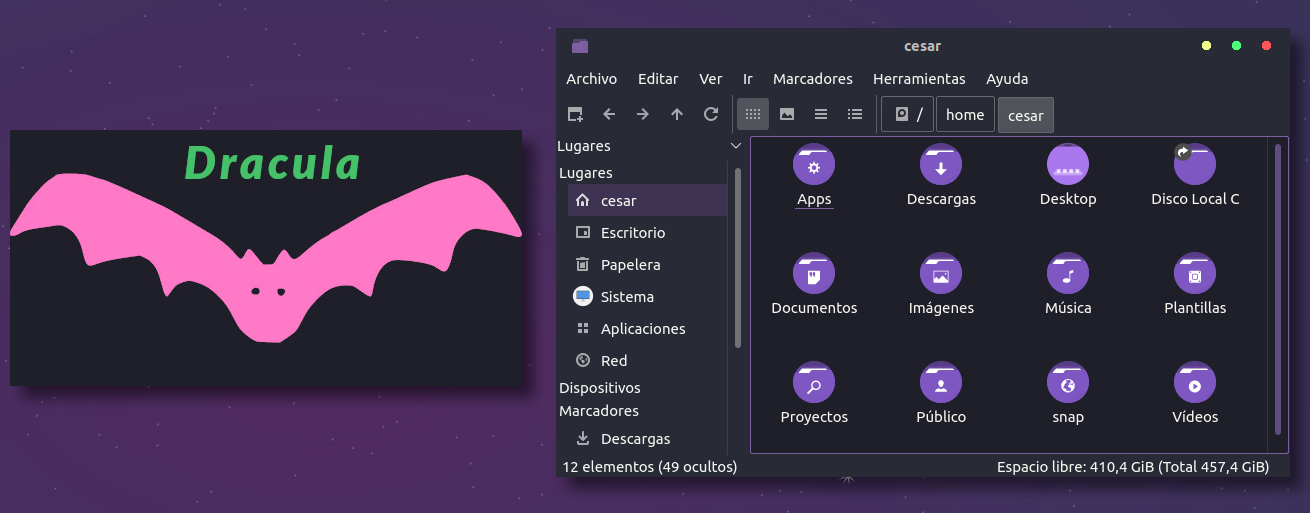 Dracula
cesar
Archivo Editar Ver Ir Marcadores Herramientas Ayuda
/ home cesar
Lugares
Lugares
cesar
Escritorio
Papelera
Sistema
Aplicaciones
Red
Dispositivos
Marcadores
Descargas
Apps Descargas Desktop Disco Local C
Documentos Imágenes Música Plantillas
Proyectos Público snap Vídeos
12 elementos (49 ocultos) Espacio libre: 410,4 GiB (Total 457,4 GiB)